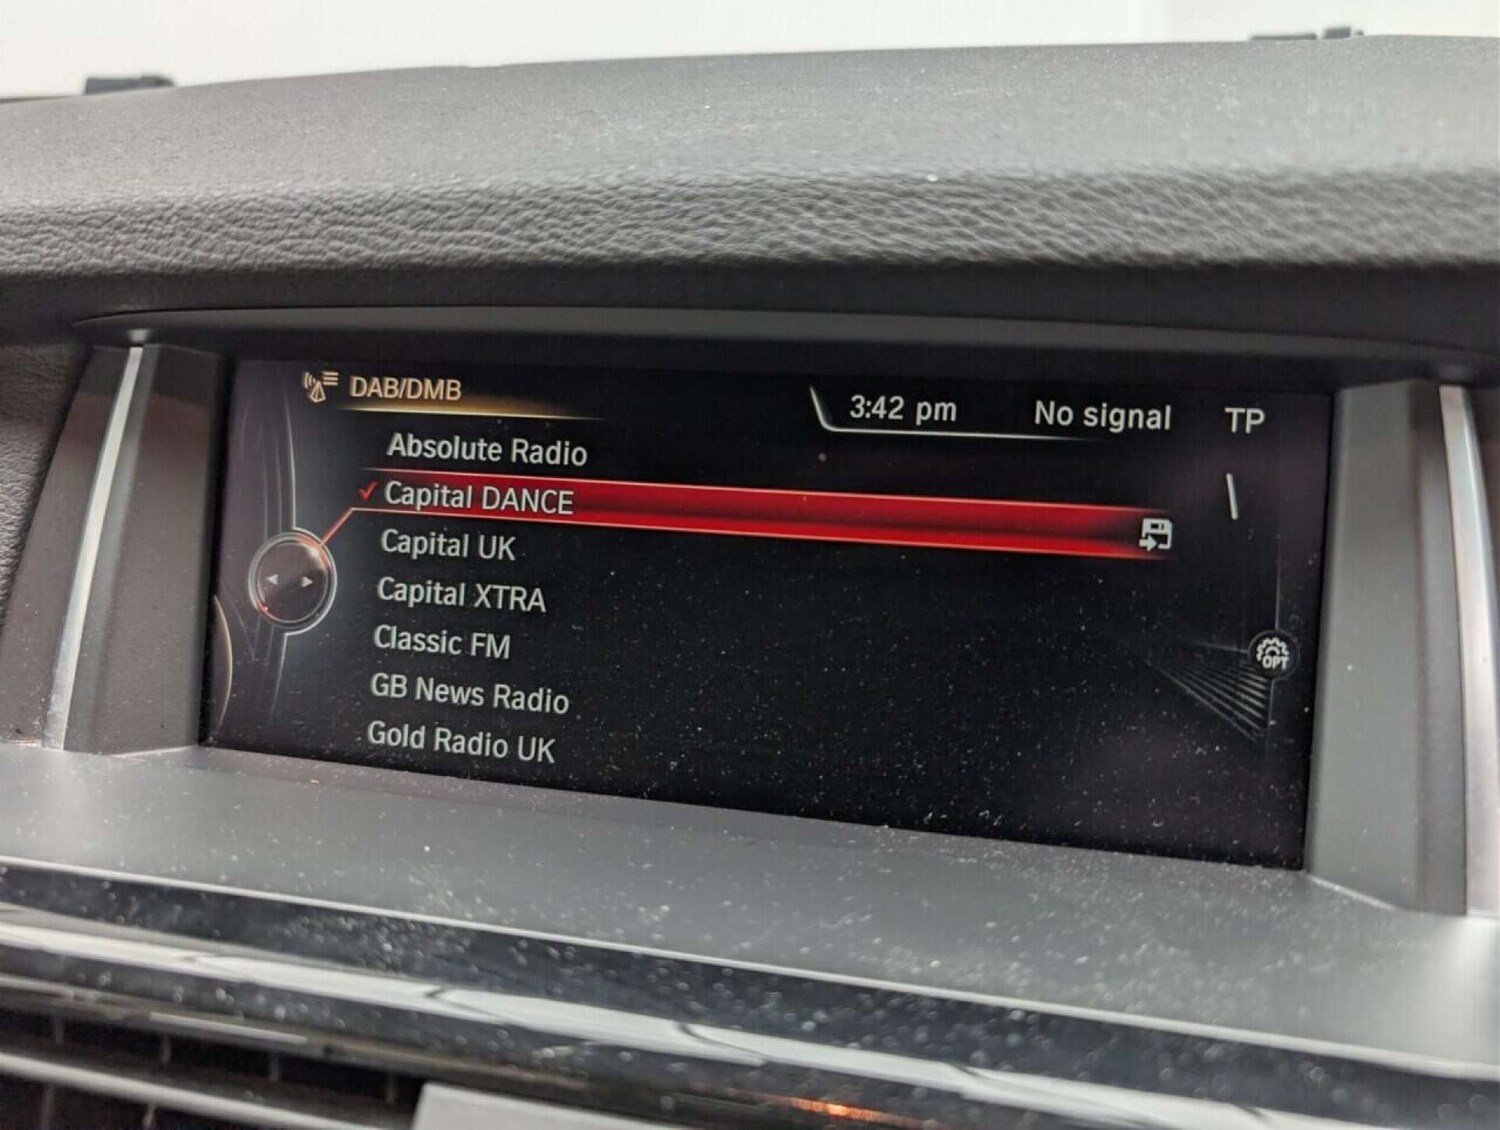 DAB/DMB
3:42 pm
No signal
TP
Absolute Radio
Capital DANCE
Capital UK
Capital XTRA
Classic FM
GB News Radio
Gold Radio UK
OPT